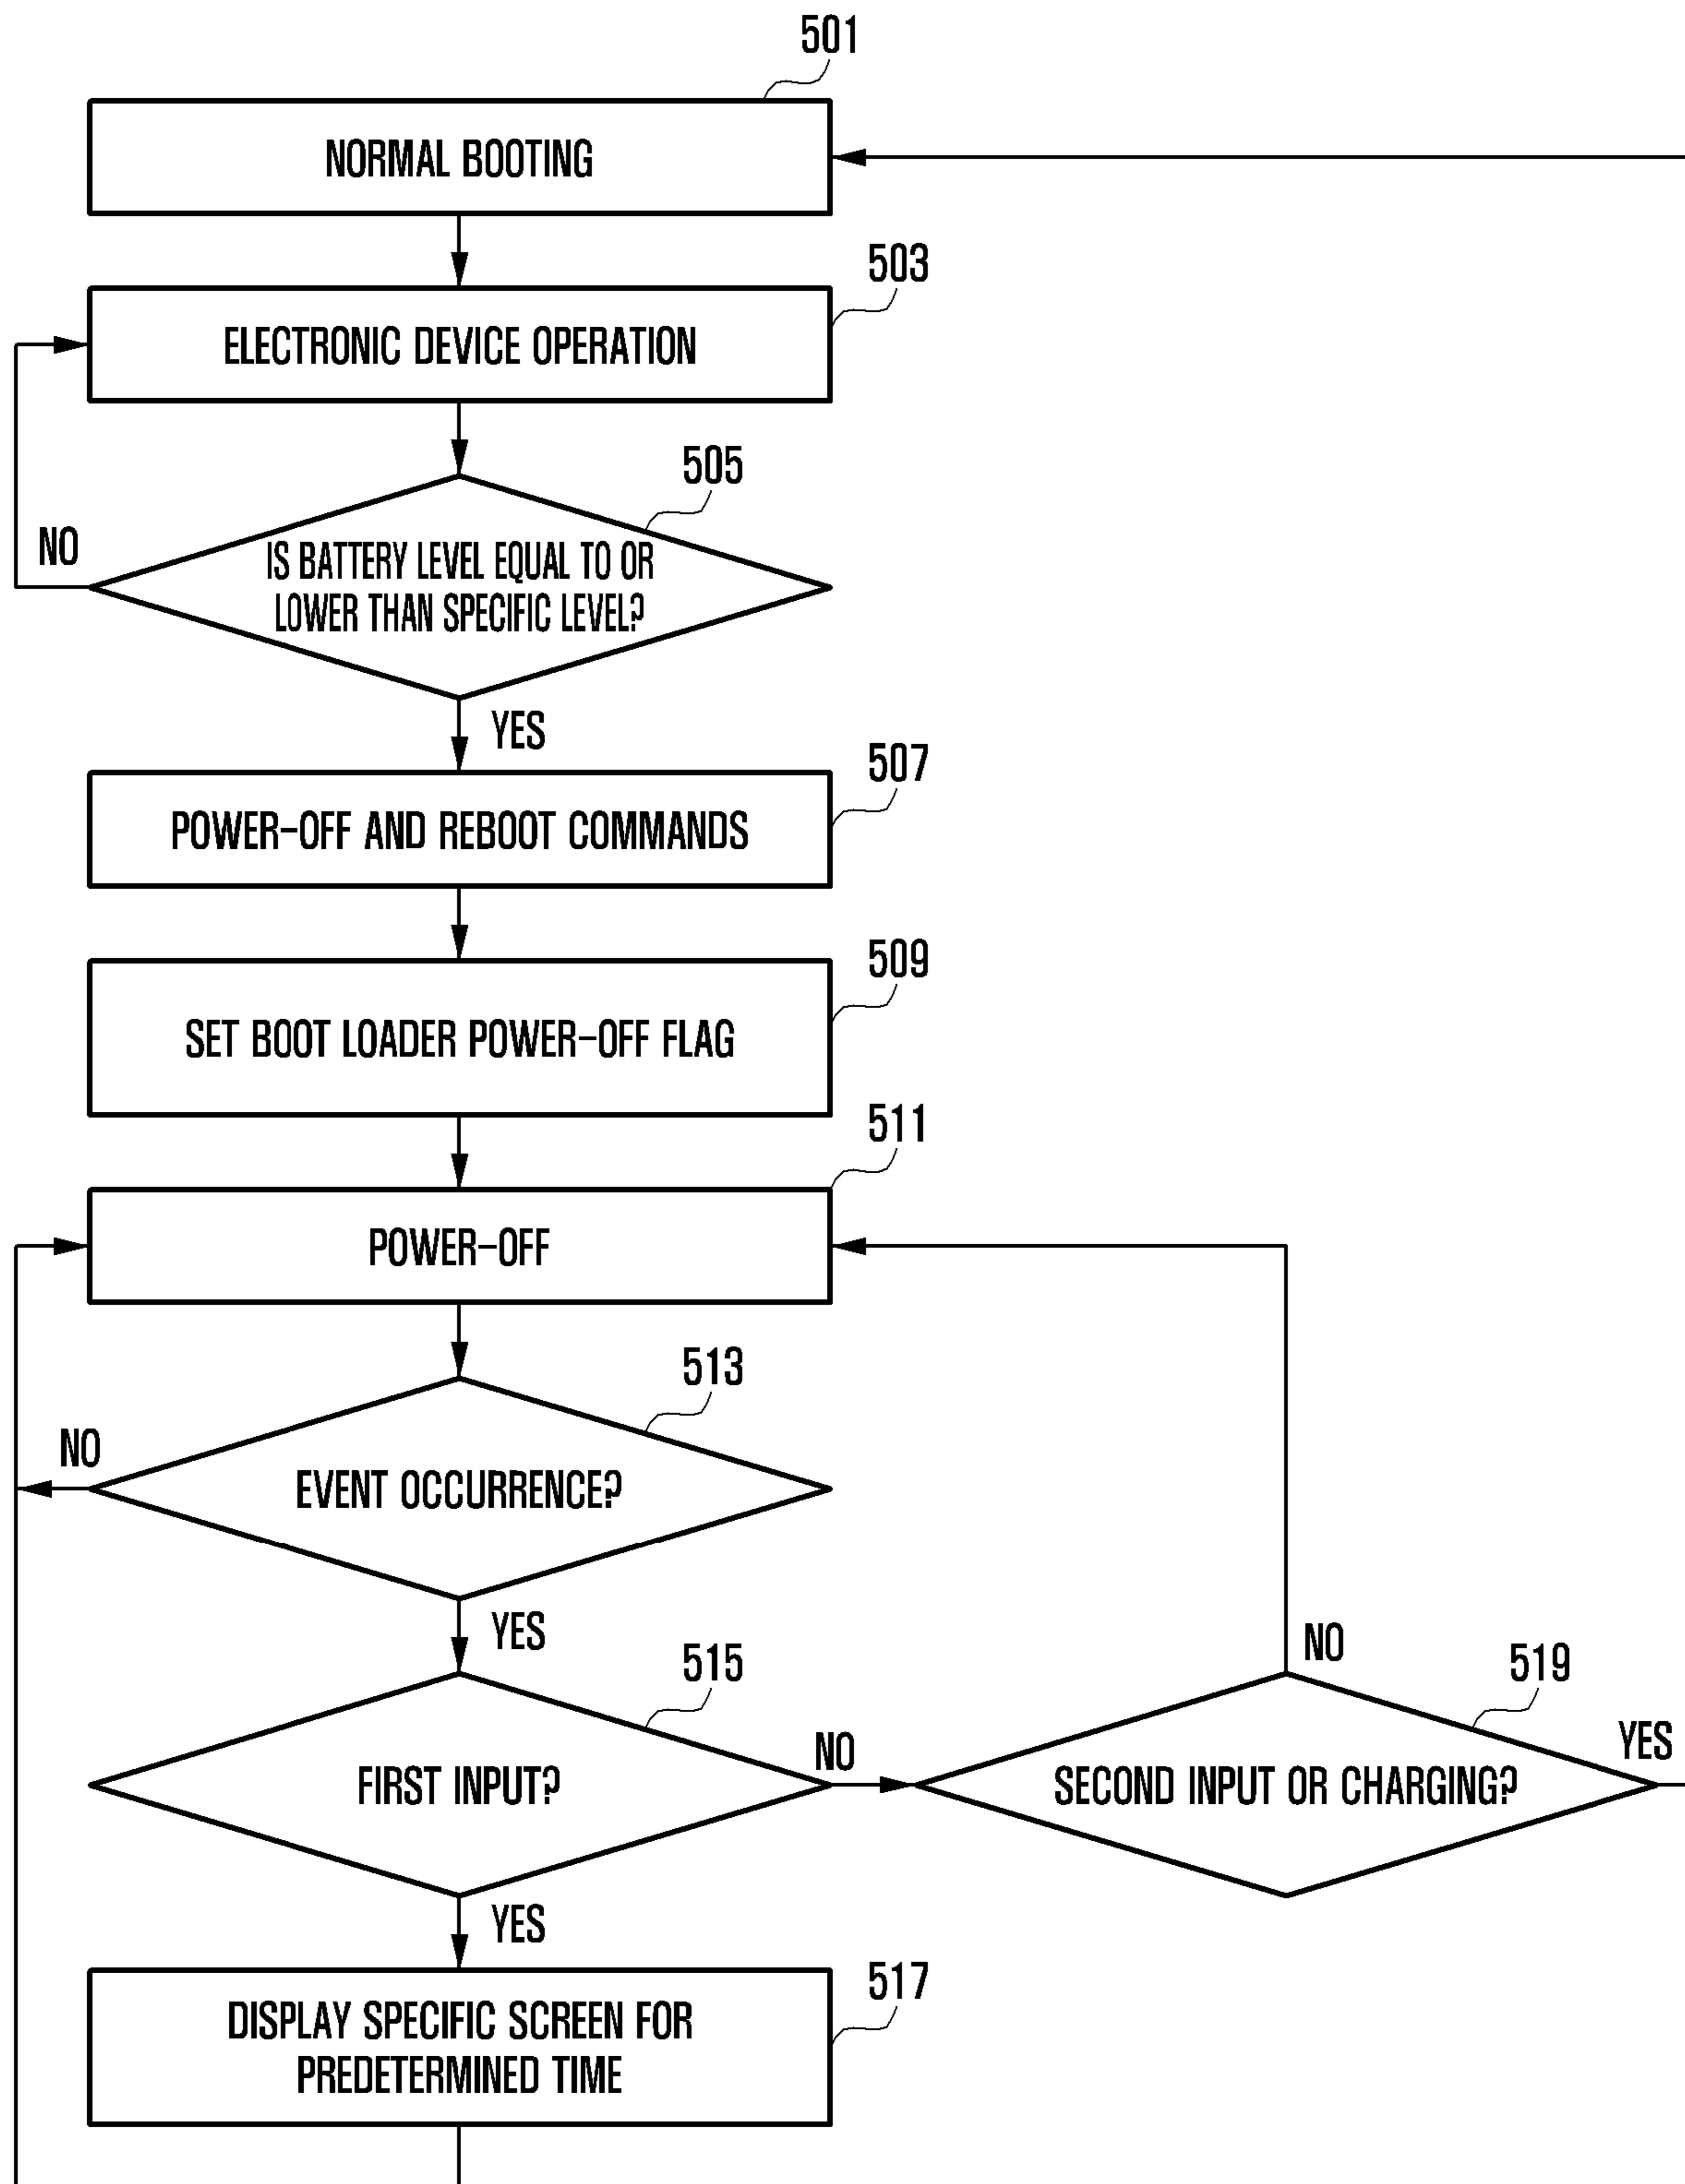 501
NORMAL BOOTING
503
ELECTRONIC DEVICE OPERATION
505
NO
IS BATTERY LEVEL EQUAL TO OR
LOWER THAN SPECIFIC LEVEL?
YES
507
POWER-OFF AND REBOOT COMMANDS
509
SET BOOT LOADER POWER-OFF FLAG
511
POWER-OFF
513
NO
EVENT OCCURRENCE?
YES
515
FIRST INPUT?
NO
NO
519
YES
SECOND INPUT OR CHARGING?
YES
517
DISPLAY SPECIFIC SCREEN FOR
PREDETERMINED TIME